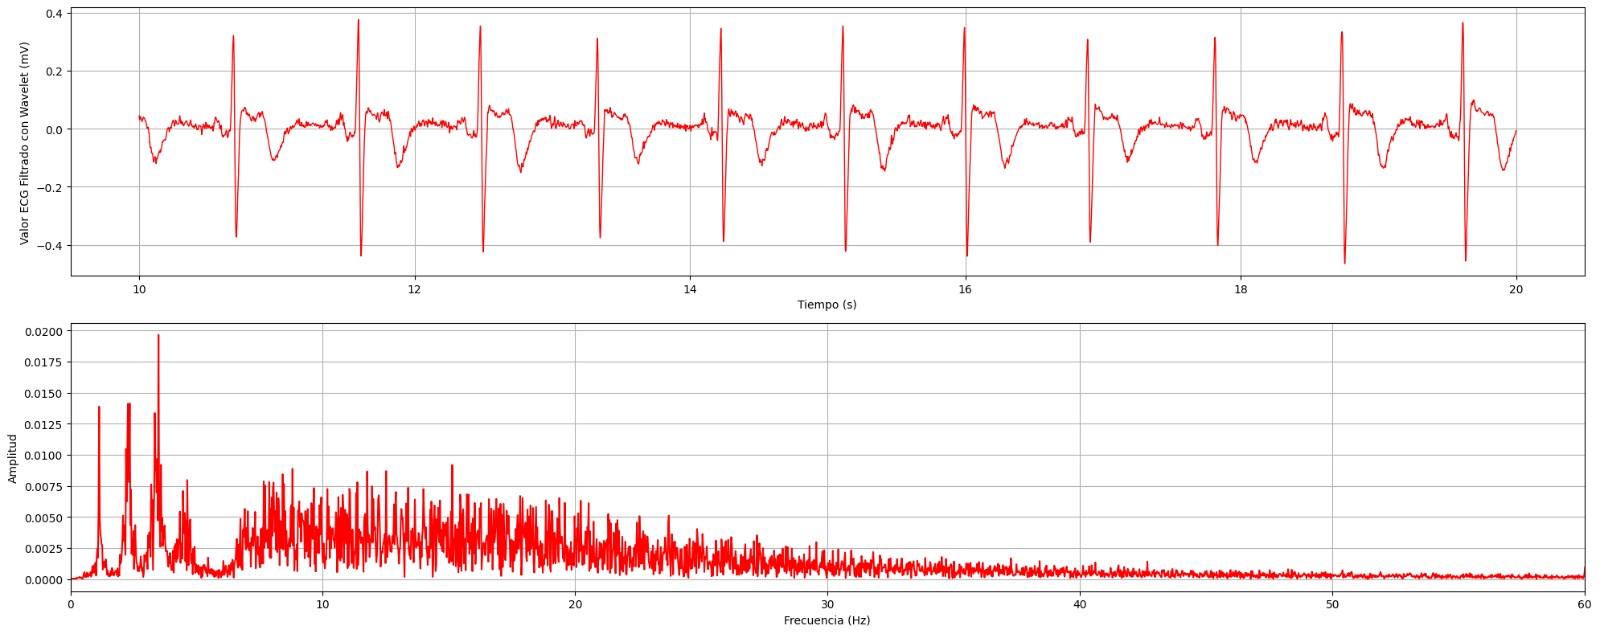 0.4
0.2
0.0
−0.2
−0.4
Valor ECG Filtrado con Wavelet (mV)
10 12 14 16 18 20
Tiempo (s)
0.0200
0.0175
0.0150
0.0125
0.0100
0.0075
0.0050
0.0025
0.0000
Amplitud
0 10 20 30 40 50 60
Frecuencia (Hz)